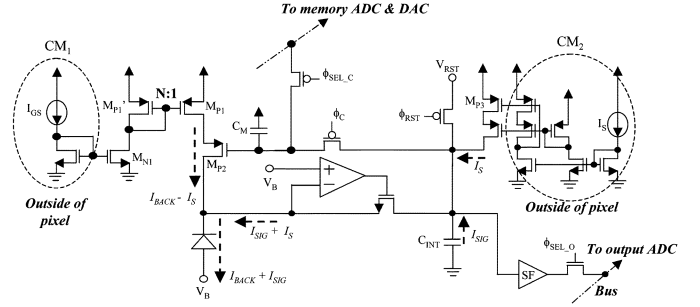 To memory ADC & DAC
CM1
CM2
VRST
N:1
ϕSEL_C
IGS
MP1'
MP1
MP3
IS
CM
ϕC
ϕRST
MN1
MP2
IS
VB
Outside of pixel
IBACK- IS
Outside of pixel
ISIG + IS
CINT
ISIG
ϕSEL_O
To output ADC
IBACK + ISIG
SF
VB
Bus
+
−